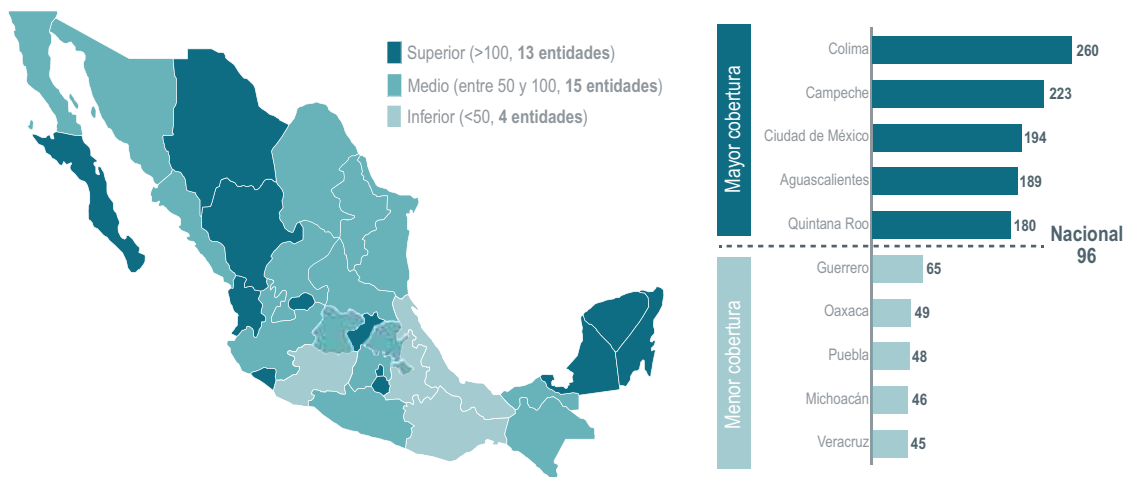 Superior (>100, 13 entidades)
Medio (entre 50 y 100, 15 entidades)
Inferior (<50, 4 entidades)
Mayor cobertura
Colima 260
Campeche 223
Ciudad de México 194
Aguascalientes 189
Quintana Roo 180
Nacional
96
Menor cobertura
Guerrero 65
Oaxaca 49
Puebla 48
Michoacán 46
Veracruz 45